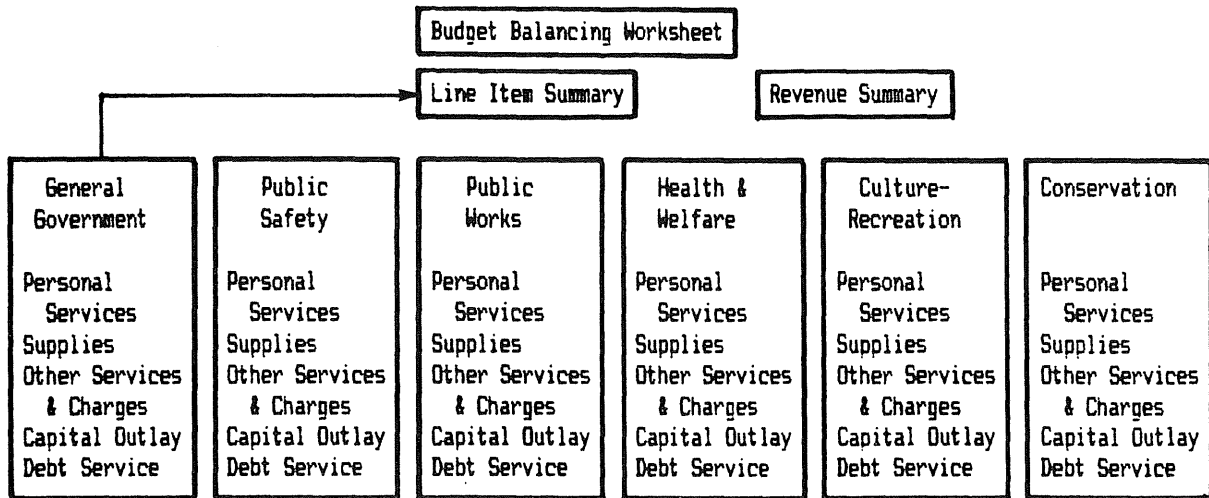 Budget Balancing Worksheet
Line Item Summary
Revenue Summary
General
Government
Personal
Services
Supplies
Other Services
& Charges
Capital Outlay
Debt Service
Public
Safety
Personal
Services
Supplies
Other Services
& Charges
Capital Outlay
Debt Service
Public
Works
Personal
Services
Supplies
Other Services
& Charges
Capital Outlay
Debt Service
Health &
Welfare
Personal
Services
Supplies
Other Services
& Charges
Capital Outlay
Debt Service
Culture-
Recreation
Personal
Services
Supplies
Other Services
& Charges
Capital Outlay
Debt Service
Conservation
Personal
Services
Supplies
Other Services
& Charges
Capital Outlay
Debt Service